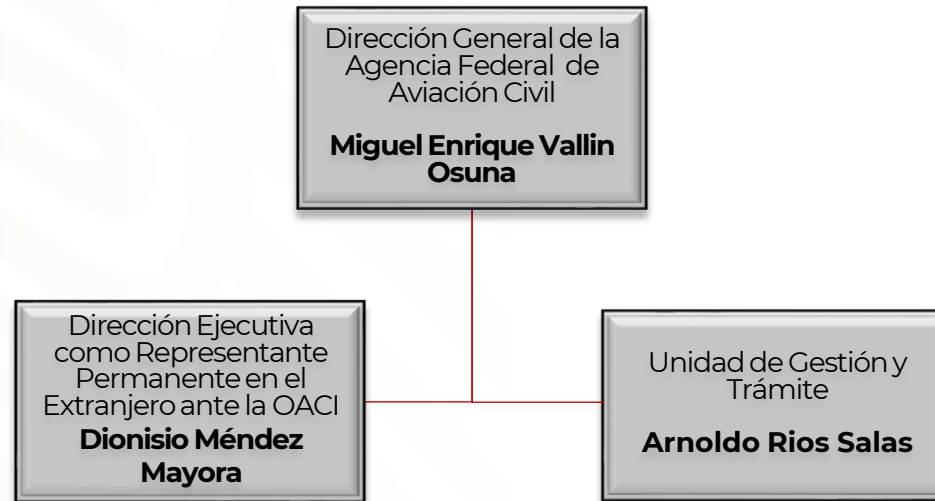 Dirección General de la
Agencia Federal de
Aviación Civil
Miguel Enrique Vallin
Osuna
Dirección Ejecutiva
como Representante
Permanente en el
Extranjero ante la OACI
Dionisio Méndez
Mayora
Unidad de Gestión y
Trámite
Arnoldo Rios Salas